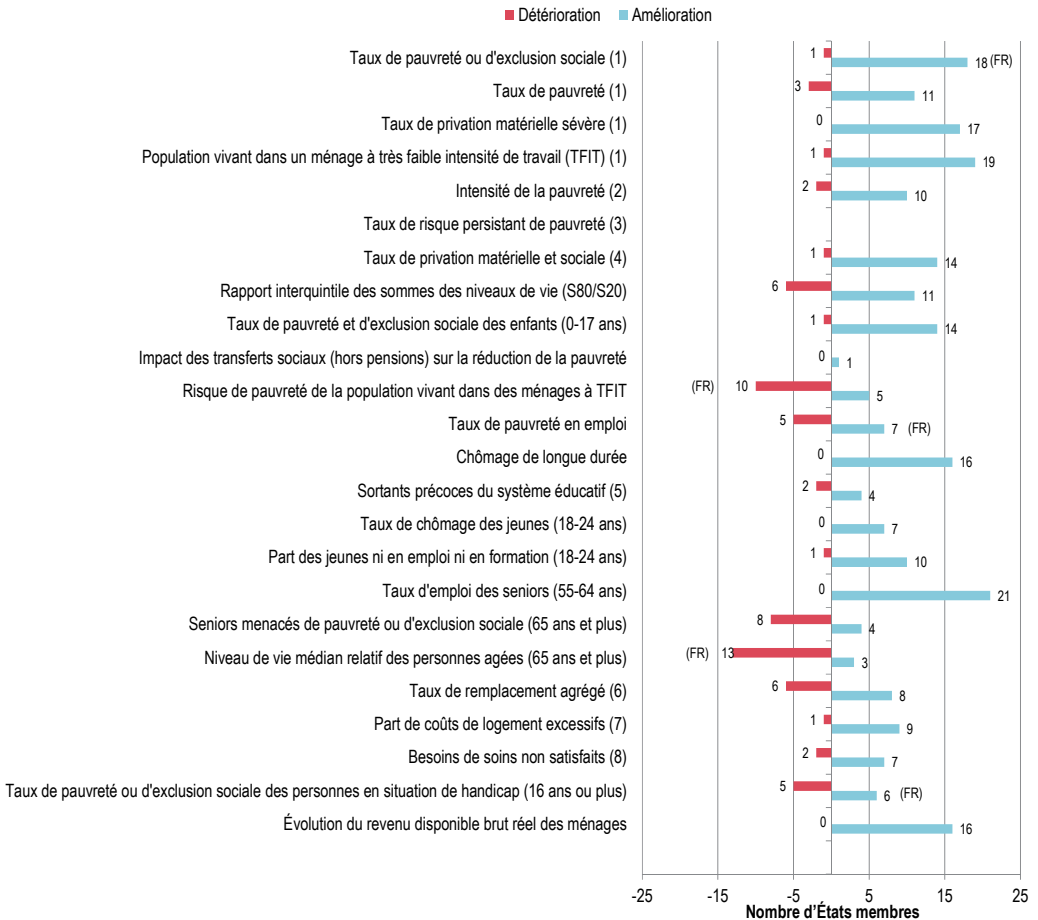 Détérioration Amélioration
Taux de pauvreté ou d'exclusion sociale (1) 1 18 (FR)
Taux de pauvreté (1) 3 11
Taux de privation matérielle sévère (1) 0 17
Population vivant dans un ménage à très faible intensité de travail (TFIT) (1) 1 19
Intensité de la pauvreté (2) 2 10
Taux de risque persistant de pauvreté (3)
Taux de privation matérielle et sociale (4) 1 14
Rapport interquintile des sommes des niveaux de vie (S80/S20) 6 11
Taux de pauvreté et d'exclusion sociale des enfants (0-17 ans) 1 14
Impact des transferts sociaux (hors pensions) sur la réduction de la pauvreté 0 1
Risque de pauvreté de la population vivant dans des ménages à TFIT (FR) 10 5
Taux de pauvreté en emploi 5 7 (FR)
Chômage de longue durée 0 16
Sortants précoces du système éducatif (5) 2 4
Taux de chômage des jeunes (18-24 ans) 0 7
Part des jeunes ni en emploi ni en formation (18-24 ans) 1 10
Taux d'emploi des seniors (55-64 ans) 0 21
Seniors menacés de pauvreté ou d'exclusion sociale (65 ans et plus) 8 4
Niveau de vie médian relatif des personnes agées (65 ans et plus) (FR) 13 3
Taux de remplacement agrégé (6) 6 8
Part de coûts de logement excessifs (7) 1 9
Besoins de soins non satisfaits (8) 2 7
Taux de pauvreté ou d'exclusion sociale des personnes en situation de handicap (16 ans ou plus) 5 6 (FR)
Évolution du revenu disponible brut réel des ménages 0 16
-25 -15 -5 5 15 25
Nombre d'États membres